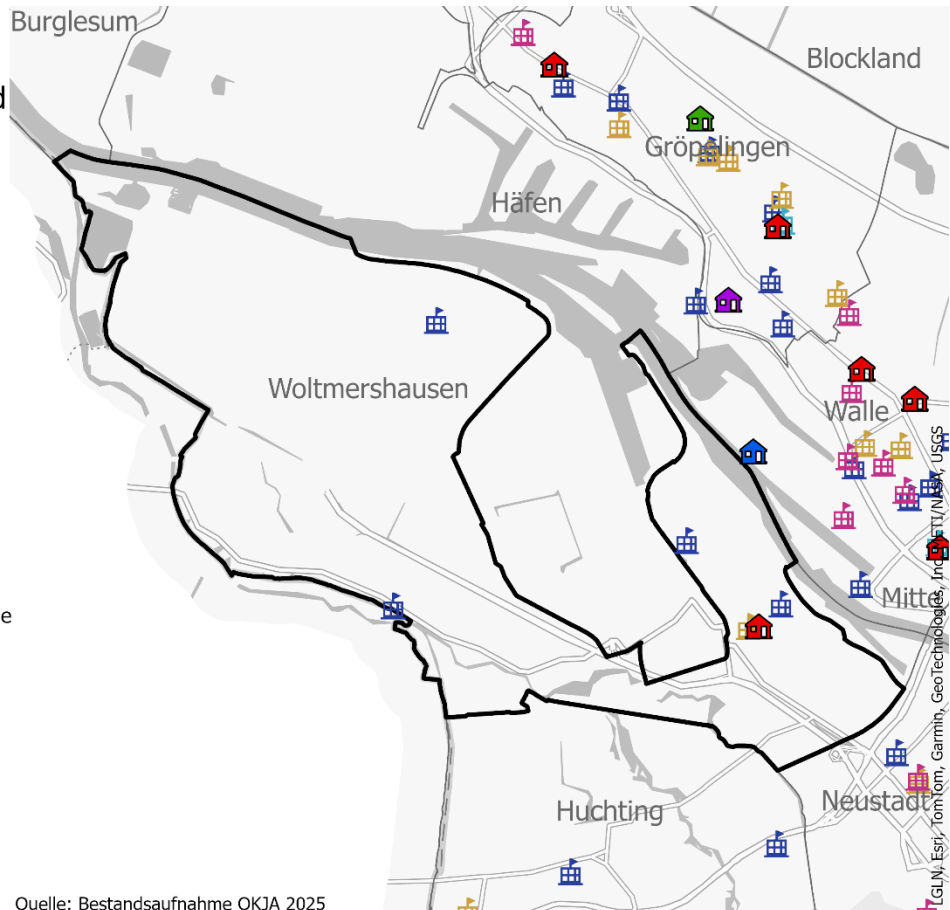 Burglesum
Blockland
d
Gröpelingen
Häfen
Woltmershausen
Walle
e
Mitte
Huchting
Neustadt
LGLN, Esri, TomTom, Garmin, GeoTechnologies, Inc, METI/NASA, USGS
Quelle: Bestandsaufnahme OKJA 2025